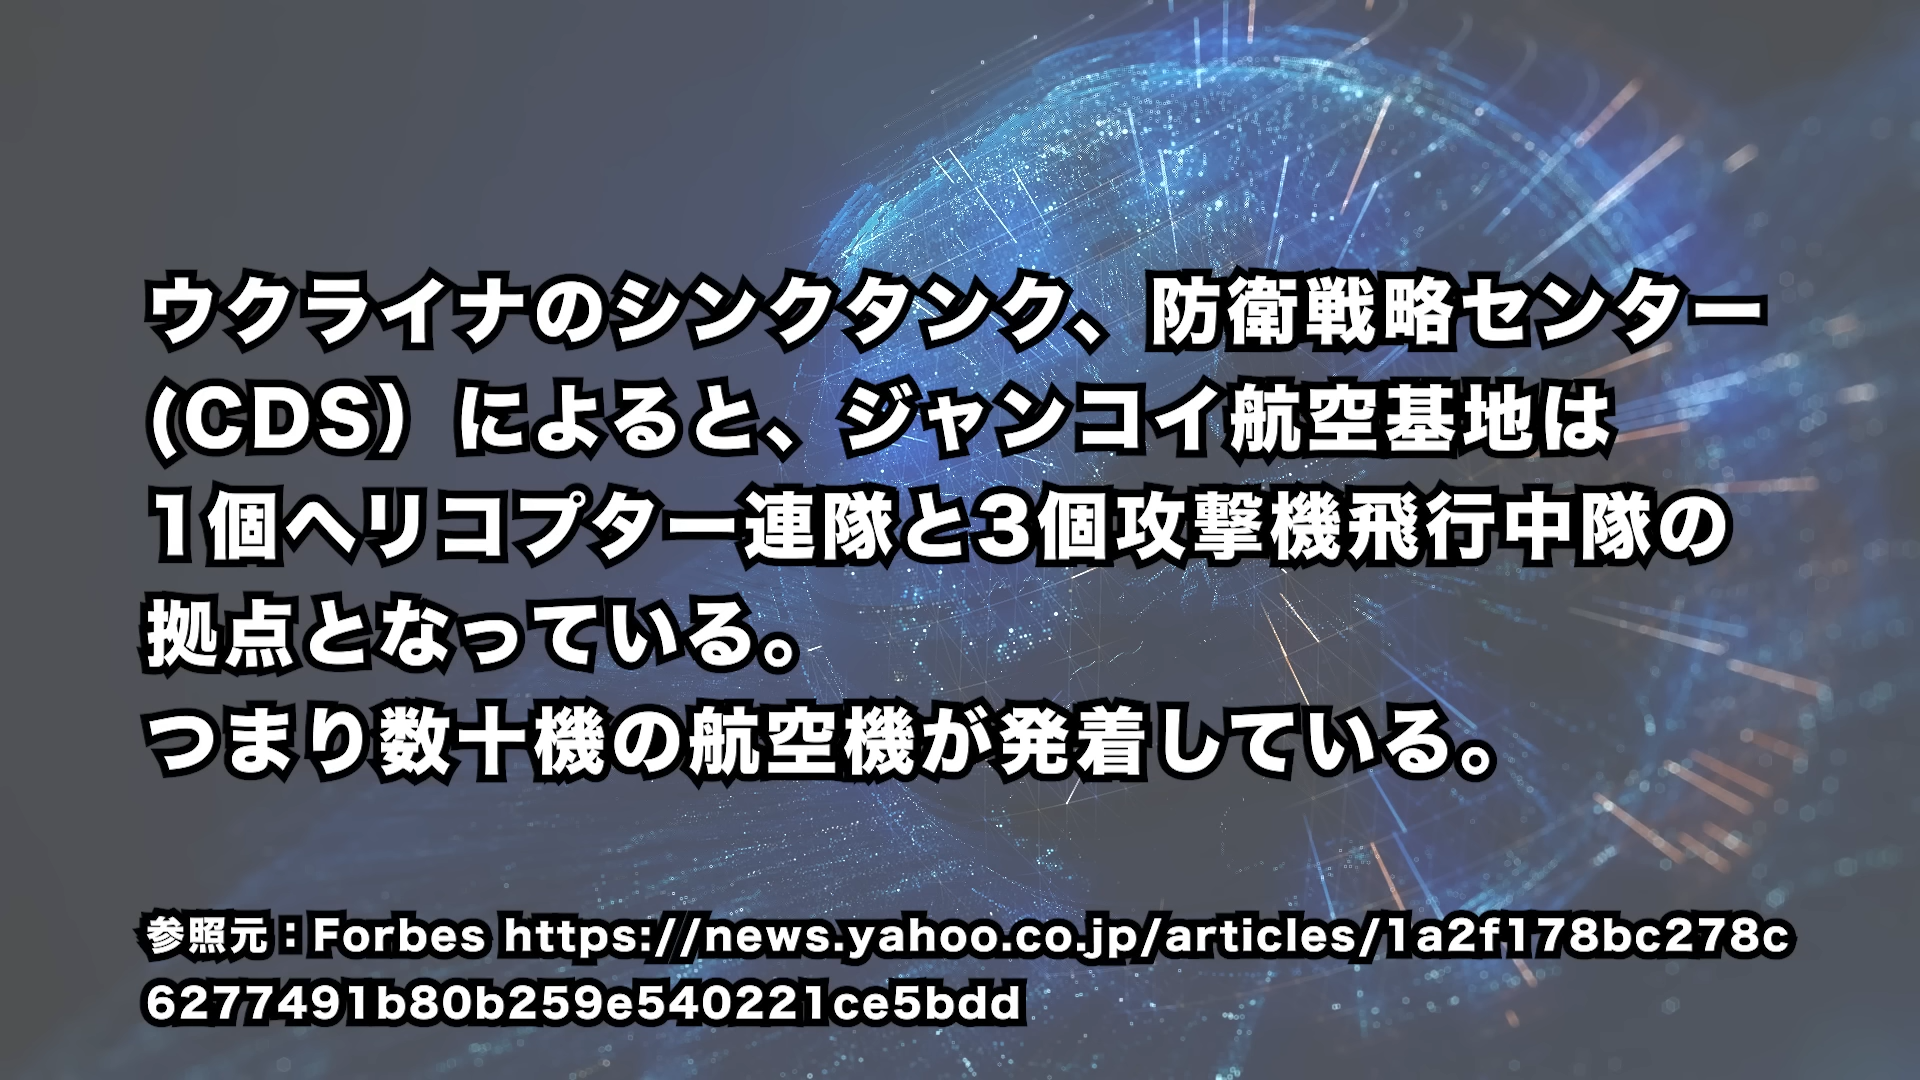 ウクライナのシンクタンク、防衛戦略センター
(CDS）によると、ジャンコイ航空基地は
1個ヘリコプター連隊と3個攻撃機飛行中隊の
拠点となっている。
つまり数十機の航空機が発着している。
参照元：Forbes https://news.yahoo.co.jp/articles/1a2f178bc278c
6277491b80b259e540221ce5bdd